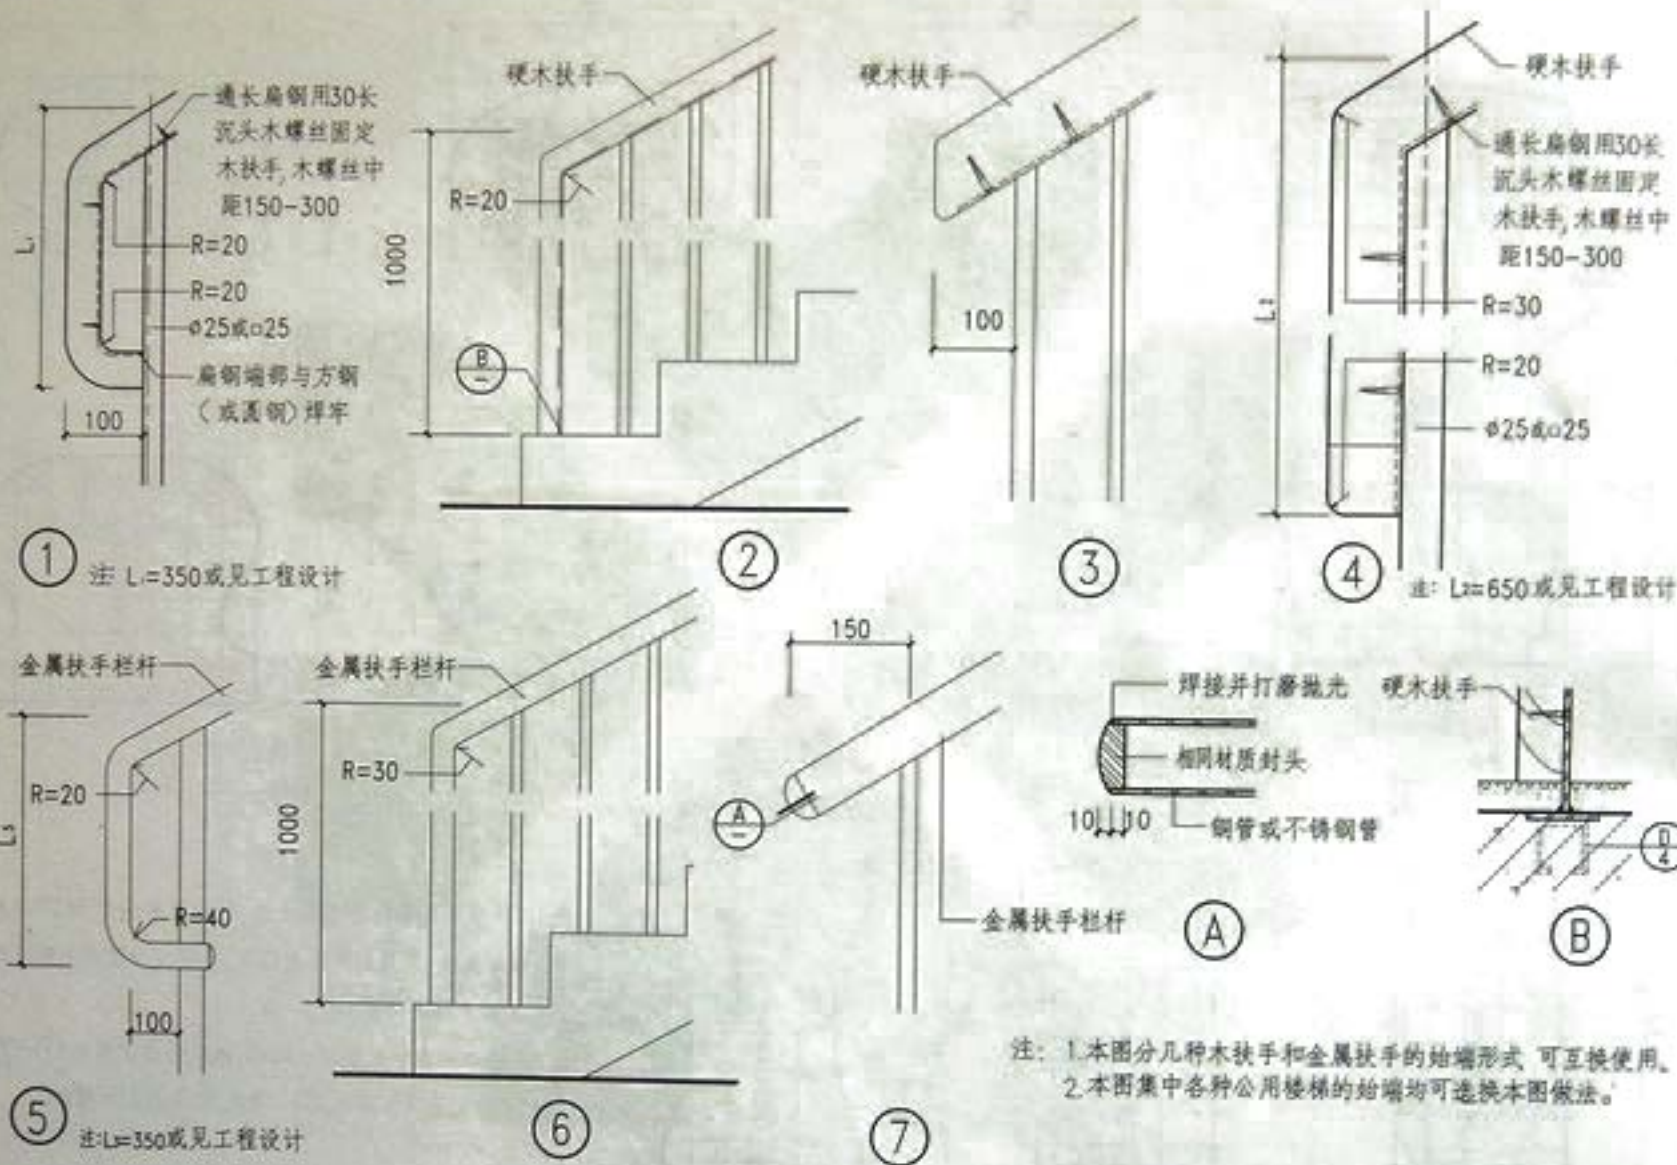 通长扁钢用30长
沉头木螺丝固定
木扶手, 木螺丝中
距150-300
R=20
R=20
ø25或□25
扁钢端部与方钢
（或圆钢）焊牢
L₁
100
①
注: L₁=350或见工程设计
硬木扶手
R=20
1000
B
②
硬木扶手
100
③
硬木扶手
通长扁钢用30长
沉头木螺丝固定
木扶手, 木螺丝中
距150-300
R=30
R=20
ø25或□25
L₂
④
注: L₂=650或见工程设计
金属扶手栏杆
R=20
L₃
R=40
100
⑤
注:L₃=350或见工程设计
金属扶手栏杆
R=30
1000
⑥
150
A
金属扶手栏杆
⑦
焊接并打磨抛光
相同材质封头
10 10
钢管或不锈钢管
A
硬木扶手
D
4
B
注: 1.本图分几种木扶手和金属扶手的始端形式 可互换使用。
2.本图集中各种公用楼梯的始端均可选换本图做法。